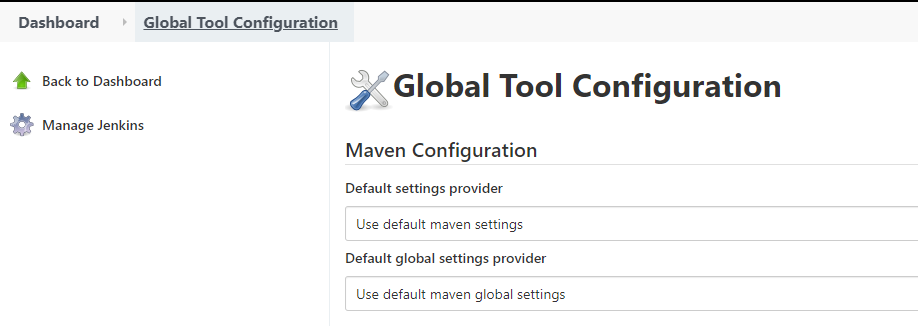 Dashboard
Global Tool Configuration
Back to Dashboard
Manage Jenkins
Global Tool Configuration
Maven Configuration
Default settings provider
Use default maven settings
Default global settings provider
Use default maven global settings